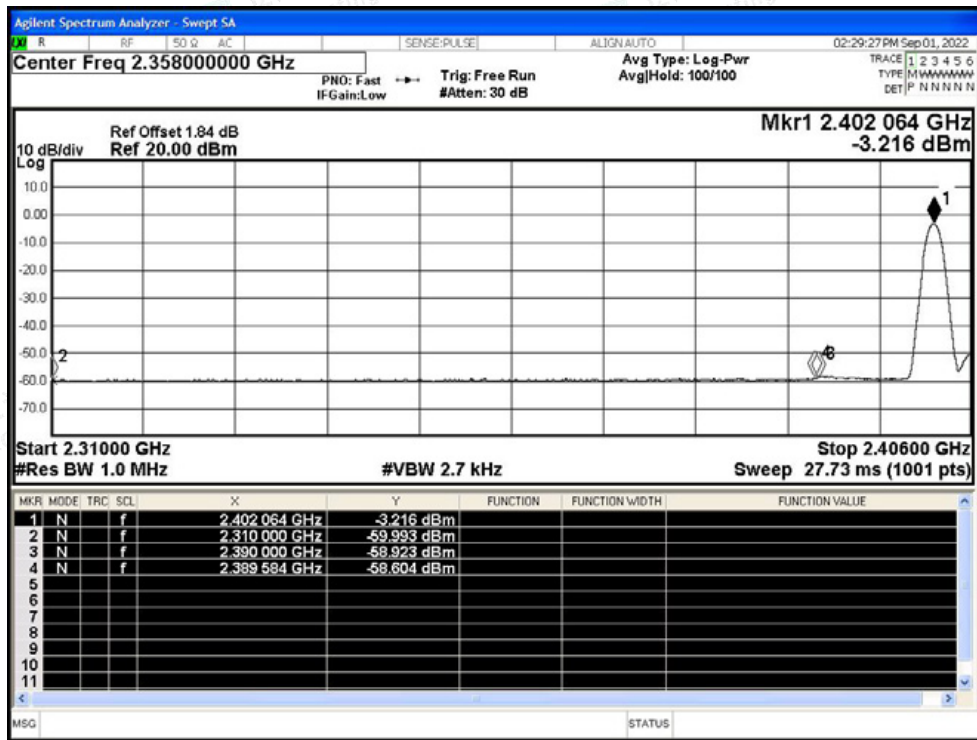 Agilent Spectrum Analyzer - Swept SA
R RF 50 Ω AC SENSE:PULSE ALIGN AUTO 02:29:27 PM Sep 01, 2022
Center Freq 2.358000000 GHz
PNO: Fast Trig: Free Run Avg Type: Log-Pwr TRACE 1 2 3 4 5 6
IFGain:Low #Atten: 30 dB Avg|Hold: 100/100 TYPE M WWWWW
DET P N N N N N
Ref Offset 1.84 dB Mkr1 2.402 064 GHz
10 dB/div Ref 20.00 dBm -3.216 dBm
Log
10.0
1
0.00
-10.0
-20.0
-30.0
-40.0
-50.0 2 4 3
-60.0
-70.0
Start 2.31000 GHz Stop 2.40600 GHz
#Res BW 1.0 MHz #VBW 2.7 kHz Sweep 27.73 ms (1001 pts)
MKR MODE TRC SCL X Y FUNCTION FUNCTION WIDTH FUNCTION VALUE
1 N f 2.402 064 GHz -3.216 dBm
2 N f 2.310 000 GHz -59.993 dBm
3 N f 2.390 000 GHz -58.923 dBm
4 N f 2.389 584 GHz -58.604 dBm
5
6
7
8
9
10
11
MSG STATUS